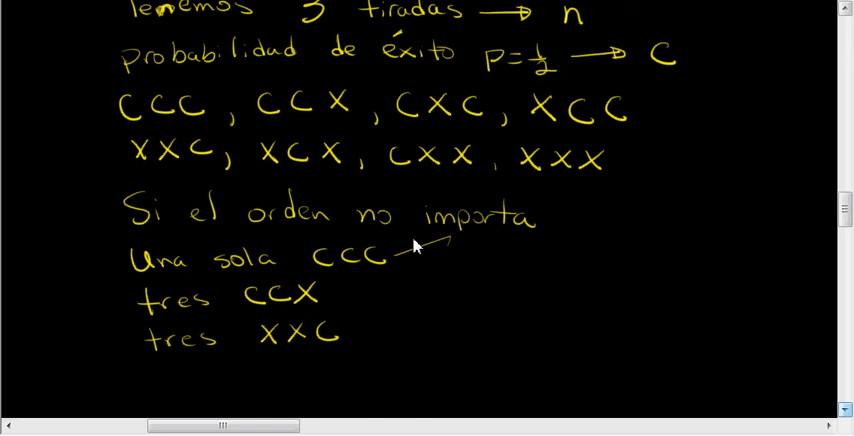 Tenemos 3 tiradas → n
probabilidad de éxito P=1/2 → C
CCC, CCX, CXC, XCC
XXC, XCX, CXX, XXX
Si el orden no importa
Una sola CCC
tres CCX
tres XXC